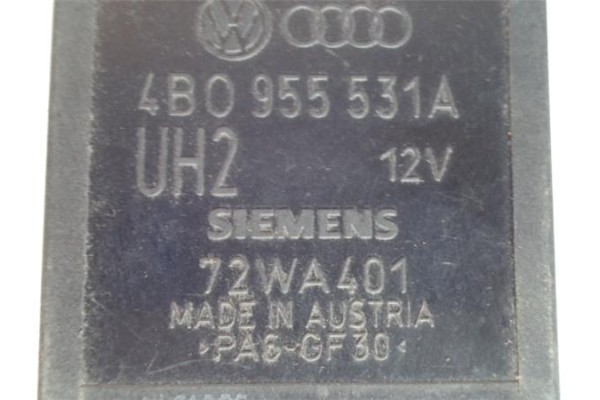 4B0 955 531A
UH2 12V
SIEMENS
72WA401
MADE IN AUSTRIA
>PA6-GF30<